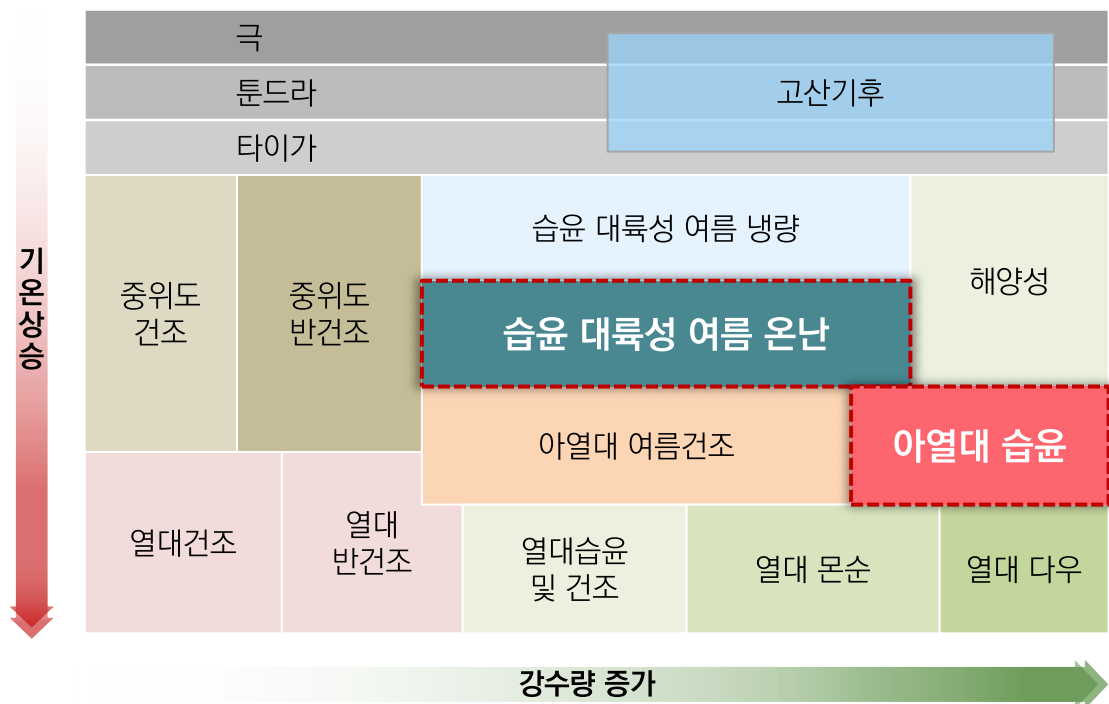 극
툰드라
고산기후
타이가
기온상승
중위도
건조
중위도
반건조
습윤 대륙성 여름 냉량
해양성
습윤 대륙성 여름 온난
아열대 여름건조
아열대 습윤
열대건조
열대
반건조
열대습윤
및 건조
열대 몬순
열대 다우
강수량 증가